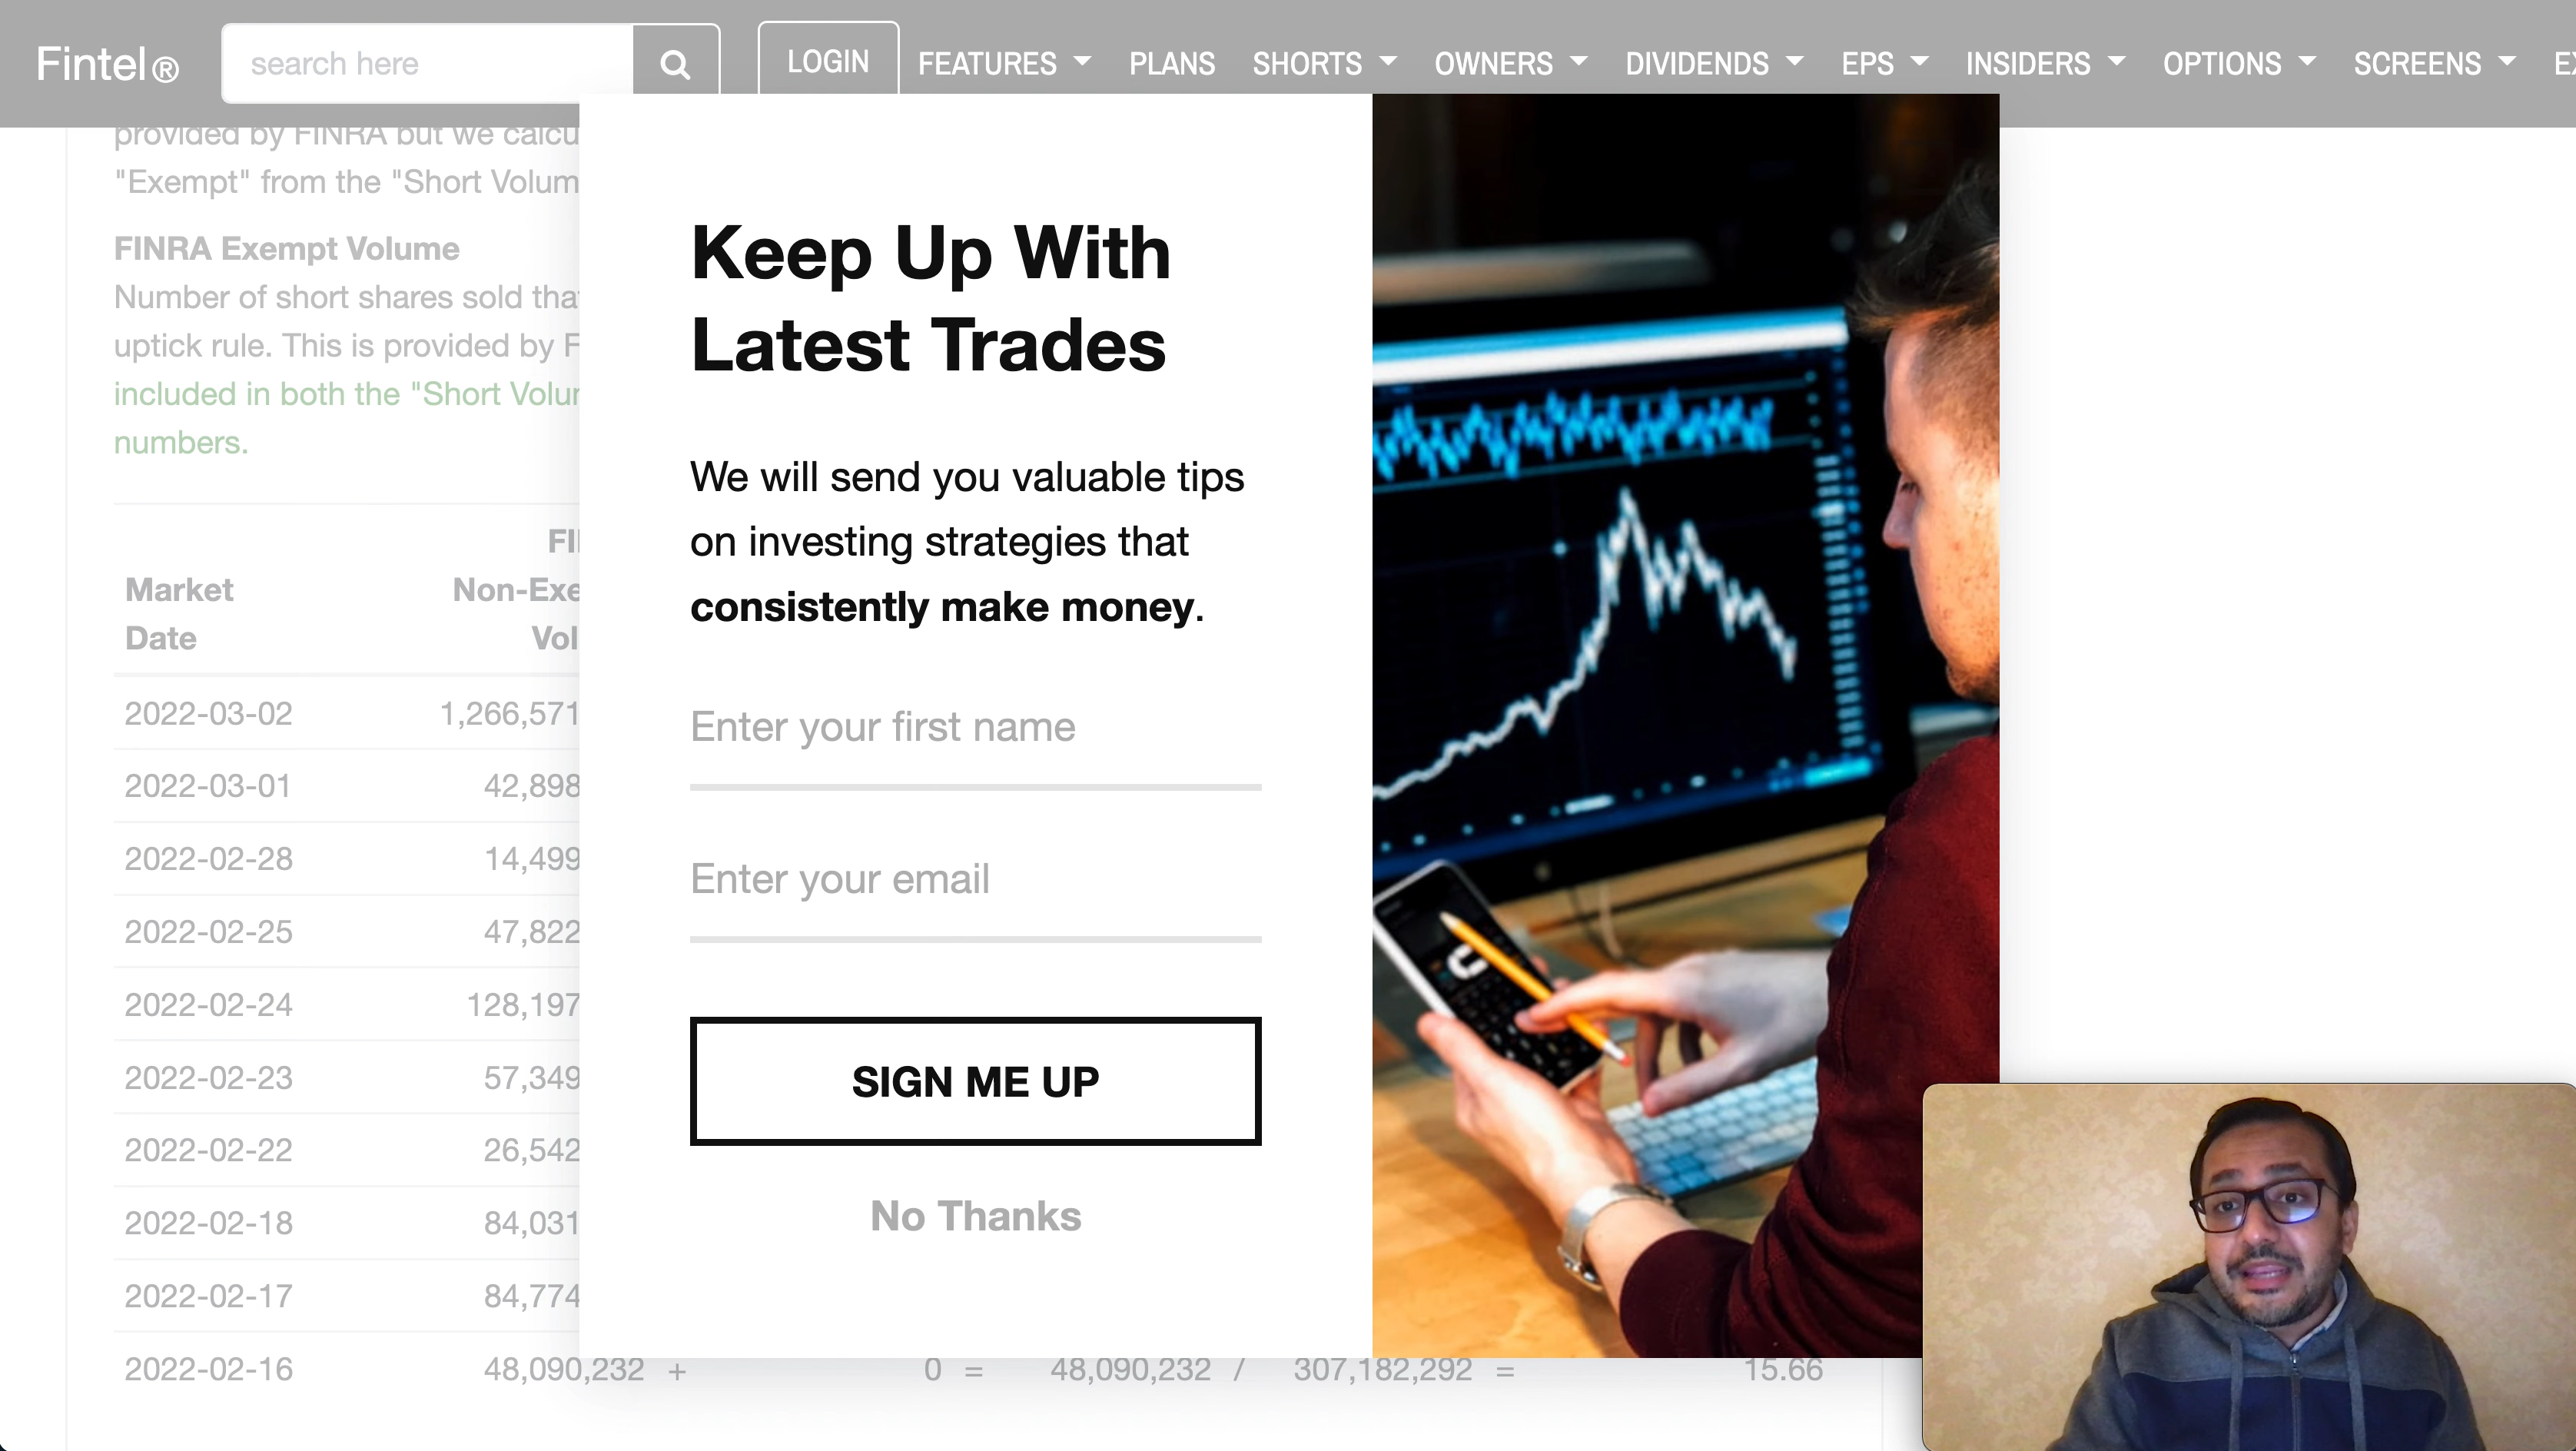 Fintel®
search here
LOGIN
FEATURES
PLANS
SHORTS
OWNERS
DIVIDENDS
EPS
INSIDERS
OPTIONS
SCREENS
provided by FINRA but we
"Exempt" from the "Short
FINRA Exempt Volume
Number of short shares sold
uptick rule. This is provided by
included in both the "Short
numbers.
Market
Date
2022-03-02 1,266,571
2022-03-01 42,898
2022-02-28 14,499
2022-02-25 47,822
2022-02-24 128,197
2022-02-23 57,349
2022-02-22 26,542
2022-02-18 84,031
2022-02-17 84,774
2022-02-16 48,090,232 + 0 = 48,090,232 / 307,182,292 = 15.66
Keep Up With
Latest Trades
We will send you valuable tips
on investing strategies that
consistently make money.
Enter your first name
Enter your email
SIGN ME UP
No Thanks